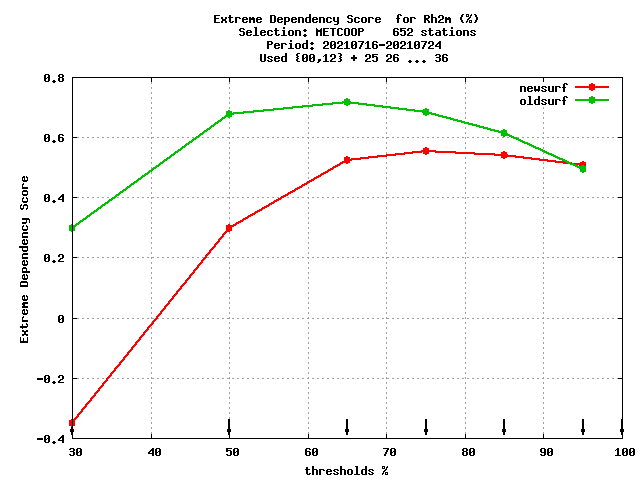 Extreme Dependency Score  for Rh2m (%)
Selection: METCOOP    652 stations
Period: 20210716-20210724
Used {00,12} + 25 26 ... 36
newsurf
oldsurf
0.8
0.6
0.4
0.2
0
-0.2
-0.4
Extreme Dependency Score
30 40 50 60 70 80 90 100
thresholds %